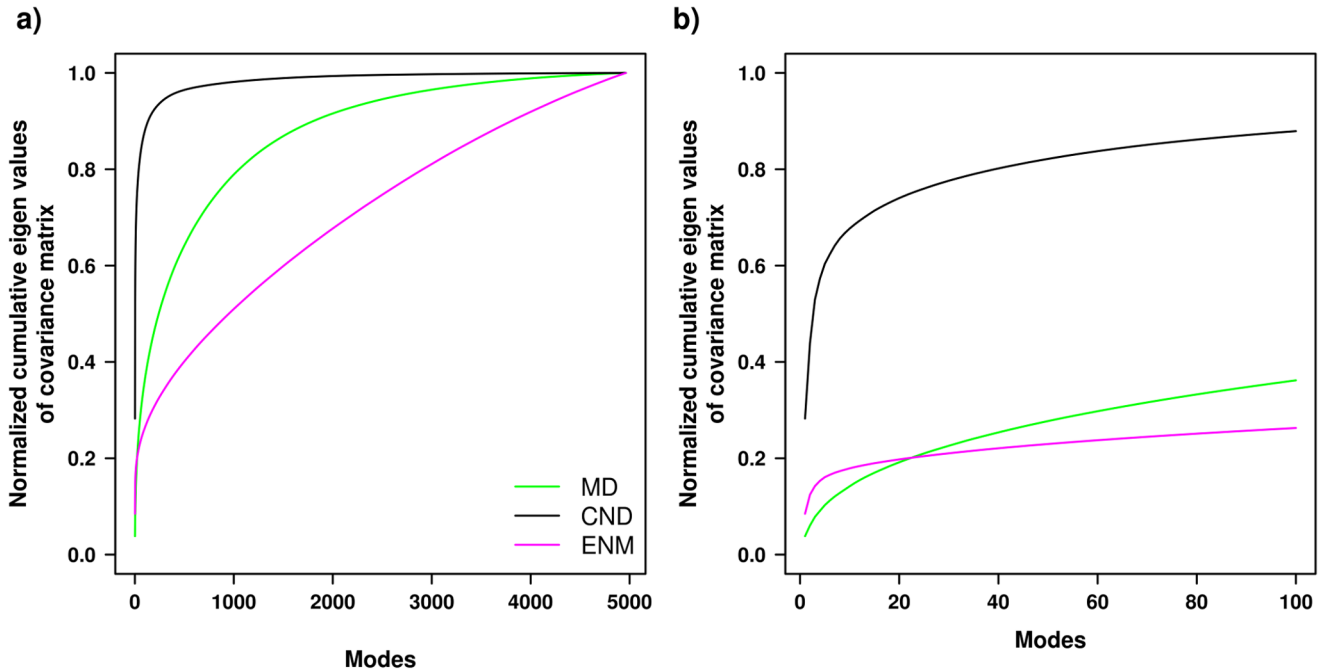 a)
Normalized cumulative eigen values
of covariance matrix
1.0
0.8
0.6
0.4
0.2
0.0
MD
CND
ENM
0 1000 2000 3000 4000 5000
Modes
b)
Normalized cumulative eigen values
of covariance matrix
1.0
0.8
0.6
0.4
0.2
0.0
0 20 40 60 80 100
Modes